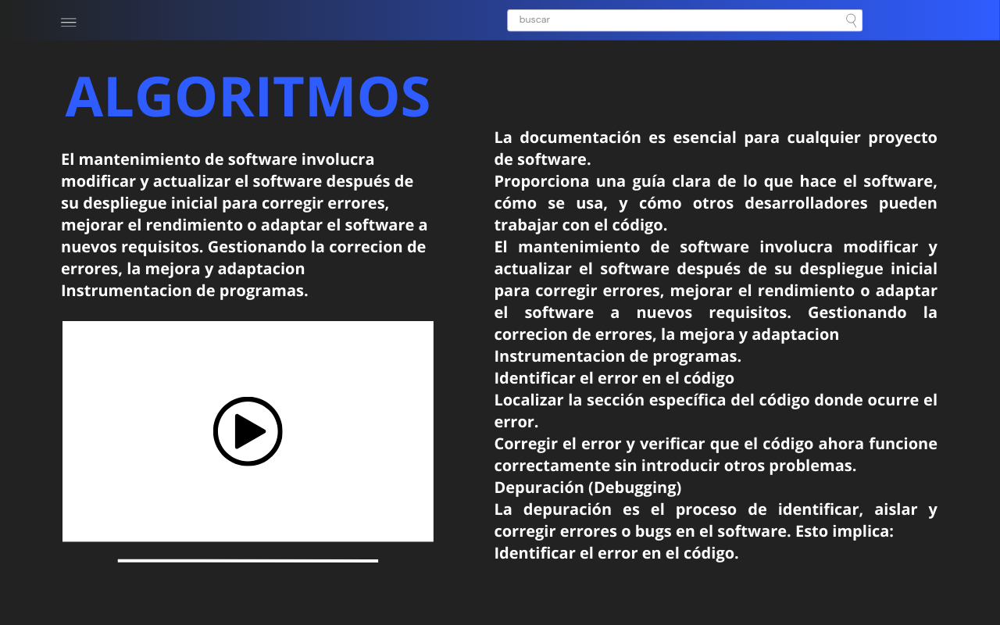 buscar
ALGORITMOS
El mantenimiento de software involucra
modificar y actualizar el software después de
su despliegue inicial para corregir errores,
mejorar el rendimiento o adaptar el software a
nuevos requisitos. Gestionando la correcion de
errores, la mejora y adaptacion
Instrumentacion de programas.
La documentación es esencial para cualquier proyecto
de software.
Proporciona una guía clara de lo que hace el software,
cómo se usa, y cómo otros desarrolladores pueden
trabajar con el código.
El mantenimiento de software involucra modificar y
actualizar el software después de su despliegue inicial
para corregir errores, mejorar el rendimiento o adaptar
el software a nuevos requisitos. Gestionando la
correcion de errores, la mejora y adaptacion
Instrumentacion de programas.
Identificar el error en el código
Localizar la sección específica del código donde ocurre el
error.
Corregir el error y verificar que el código ahora funcione
correctamente sin introducir otros problemas.
Depuración (Debugging)
La depuración es el proceso de identificar, aislar y
corregir errores o bugs en el software. Esto implica:
Identificar el error en el código.